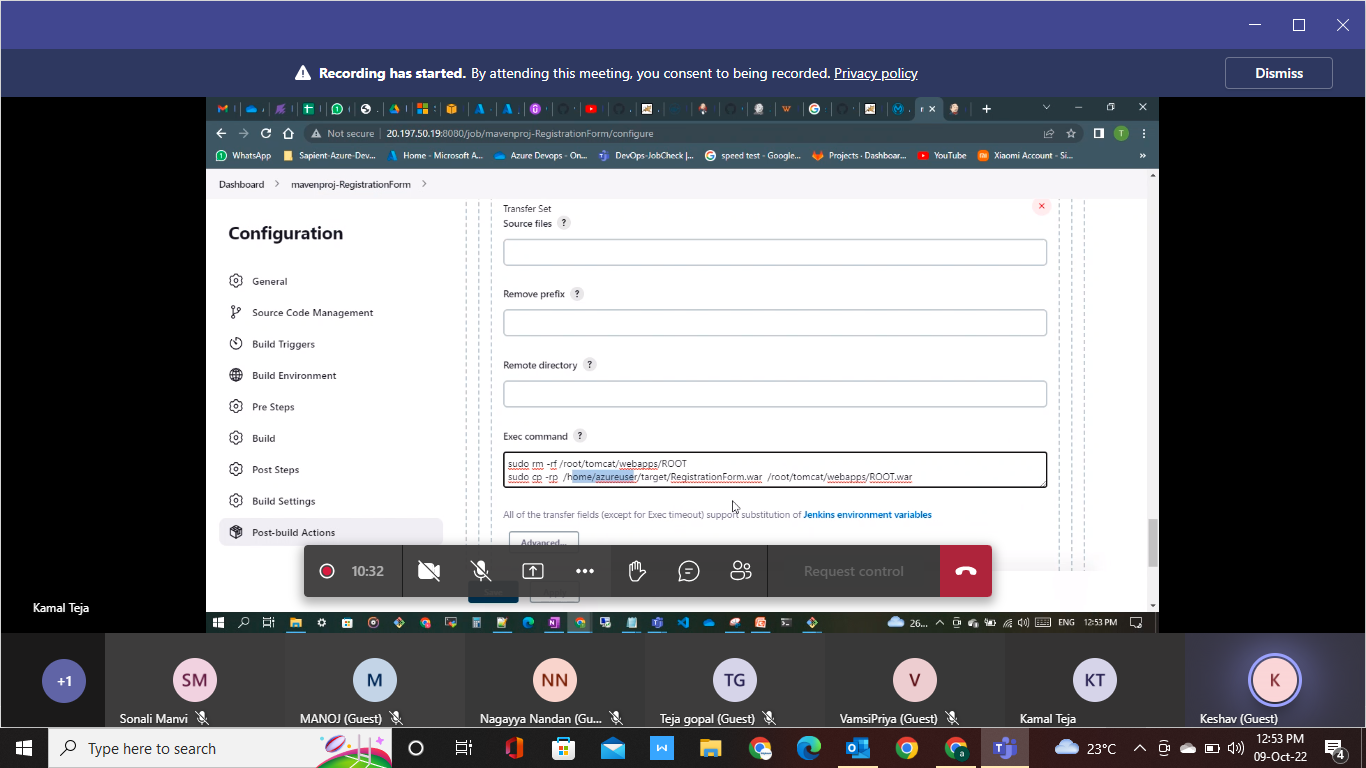 Recording has started. By attending this meeting, you consent to being recorded. Privacy policy
Dismiss
Not secure 20.197.50.19:8080/job/mavenproj-RegistrationForm/configure
WhatsApp Sapient-Azure-Dev... Home - Microsoft A... Azure Devops - On... DevOps-JobCheck |... speed test - Google... Projects · Dashboar... YouTube Xiaomi Account - Si... »
Dashboard mavenproj-RegistrationForm
Configuration
General
Source Code Management
Build Triggers
Build Environment
Pre Steps
Build
Post Steps
Build Settings
Post-build Actions
Transfer Set
Source files ?
Remove prefix ?
Remote directory ?
Exec command ?
sudo rm -rf /root/tomcat/webapps/ROOT
sudo cp -rp /home/azureuser/target/RegistrationForm.war /root/tomcat/webapps/ROOT.war
All of the transfer fields (except for Exec timeout) support substitution of Jenkins environment variables
Advanced...
10:32
Request control
Kamal Teja
26... ENG 12:53 PM
+1
SM
M
NN
TG
V
KT
K
Sonali Manvi
MANOJ (Guest)
Nagayya Nandan (Gu...
Teja gopal (Guest)
VamsiPriya (Guest)
Kamal Teja
Keshav (Guest)
Type here to search
23°C
12:53 PM
09-Oct-22
4